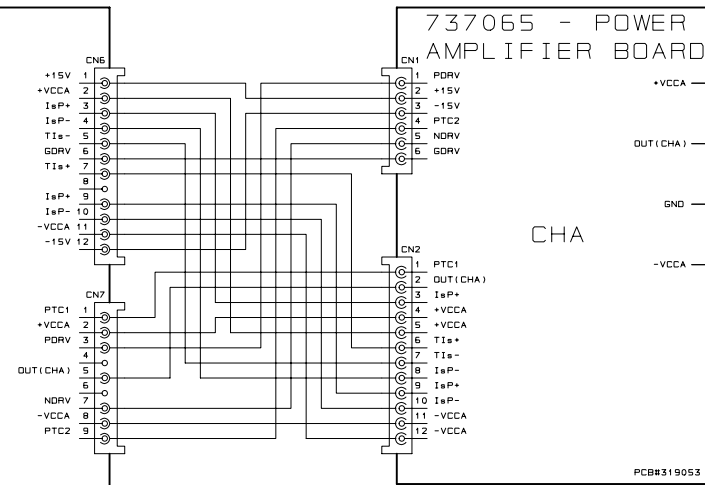 737065 - POWER
AMPLIFIER BOARD
CN6
+15V 1
+VCCA 2
IsP+ 3
IsP- 4
TIs- 5
GDRV 6
TIs+ 7
8
IsP+ 9
IsP- 10
-VCCA 11
-15V 12
CN7
PTC1 1
+VCCA 2
PDRV 3
4
OUT(CHA) 5
6
NDRV 7
-VCCA 8
PTC2 9
CN1
1 PDRV
2 +15V
3 -15V
4 PTC2
5 NDRV
6 GDRV
CN2
1 PTC1
2 OUT(CHA)
3 IsP+
4 +VCCA
5 +VCCA
6 TIs+
7 TIs-
8 IsP-
9 IsP+
10 IsP-
11 -VCCA
12 -VCCA
CHA
+VCCA
OUT(CHA)
GND
-VCCA
PCB#319053